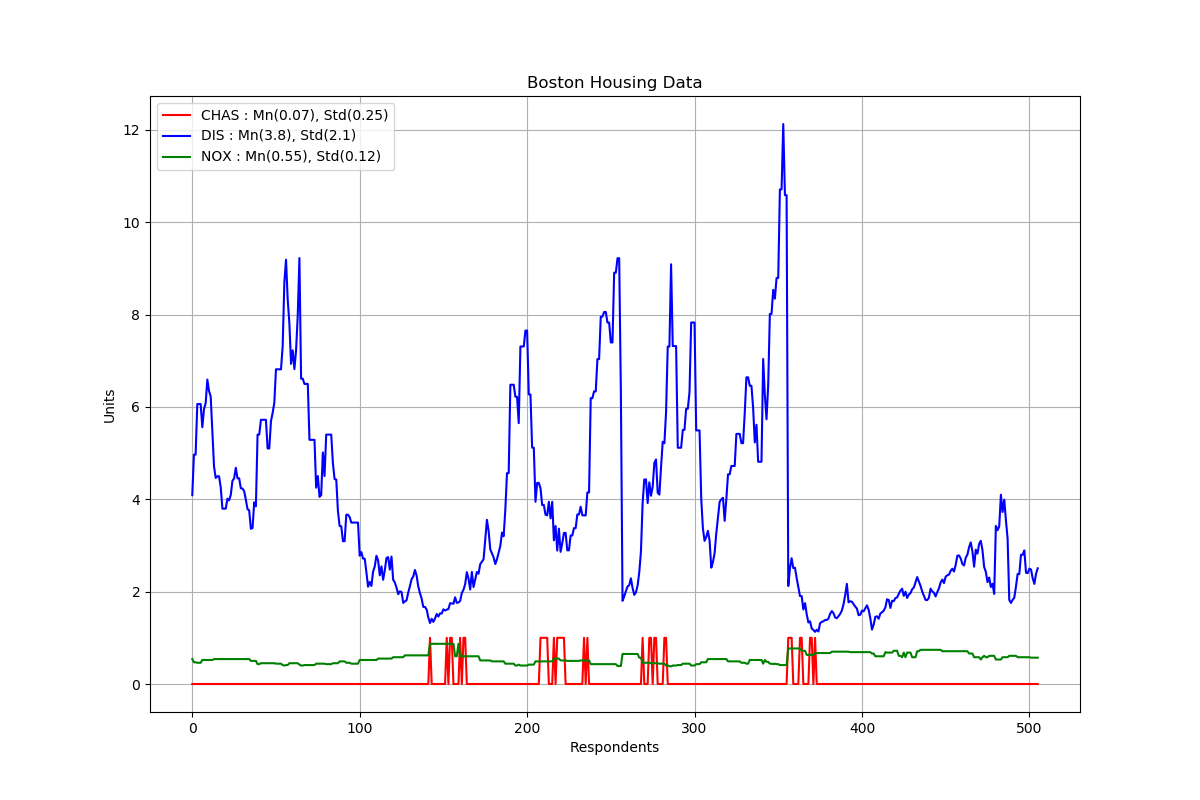 Boston Housing Data
CHAS : Mn(0.07), Std(0.25)
DIS : Mn(3.8), Std(2.1)
NOX : Mn(0.55), Std(0.12)
12
10
8
6
4
2
0
Units
0 100 200 300 400 500
Respondents